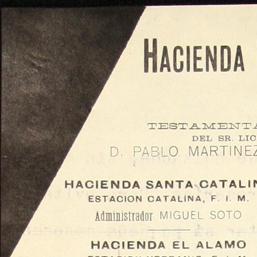 HACIENDA
TESTAMENTA
DEL SR. LIC
D. PABLO MARTINEZ
HACIENDA SANTA CATALIN
ESTACION CATALINA, F. I. M.
Administrador MIGUEL SOTO
HACIENDA EL ALAMO